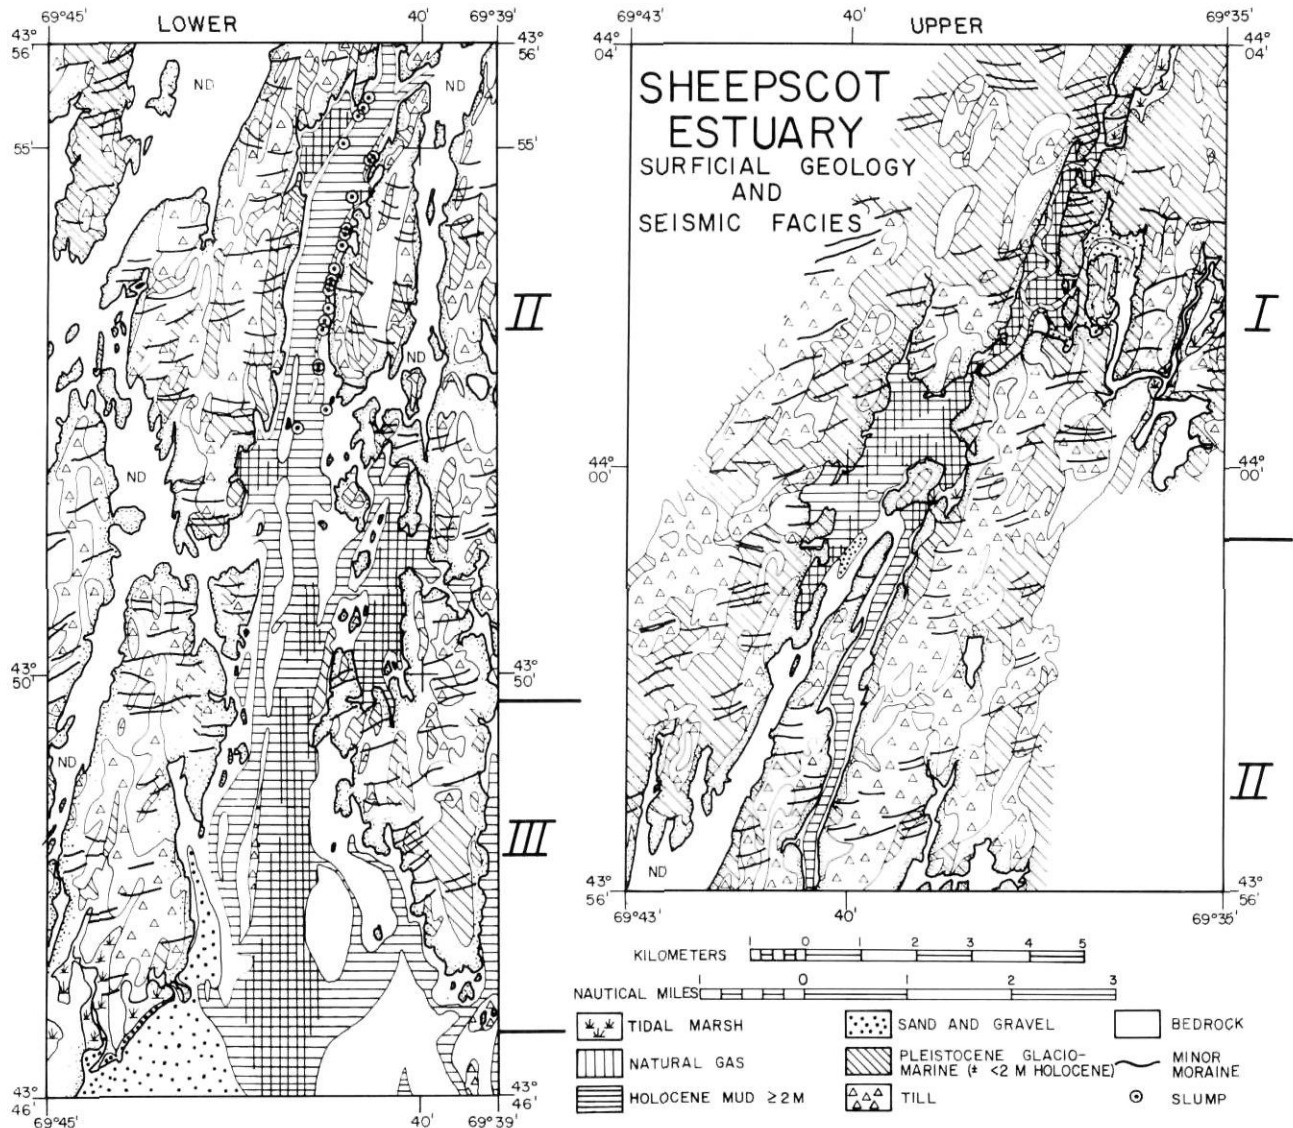 69°45'
LOWER
40'
69°39'
43°
56'
43°
56'
ND
ND
55'
55'
II
ND
ND
43°
50'
43°
50'
ND
III
43°
46'
43°
46'
69°45'
40'
69°39'
69°43'
40'
UPPER
69°35'
44°
04'
44°
04'
SHEEPSCOT
ESTUARY
SURFICIAL GEOLOGY
AND
SEISMIC FACIES
I
44°
00'
44°
00'
II
ND
43°
56'
43°
56'
69°43'
40'
69°35'
KILOMETERS 1 0 1 2 3 4 5
NAUTICAL MILES 1 0 1 2 3
TIDAL MARSH
NATURAL GAS
HOLOCENE MUD ≥2M
SAND AND GRAVEL
PLEISTOCENE GLACIO-
MARINE (± <2 M HOLOCENE)
TILL
BEDROCK
MINOR
MORAINE
SLUMP